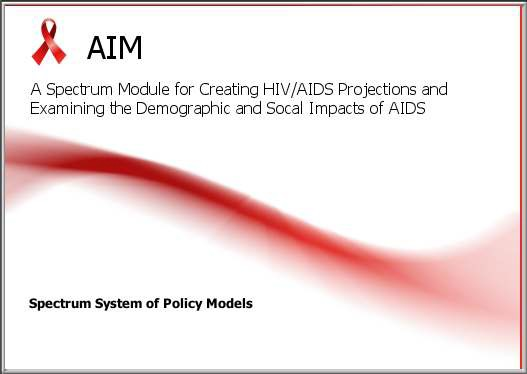 AIM
A Spectrum Module for Creating HIV/AIDS Projections and
Examining the Demographic and Socal Impacts of AIDS
Spectrum System of Policy Models